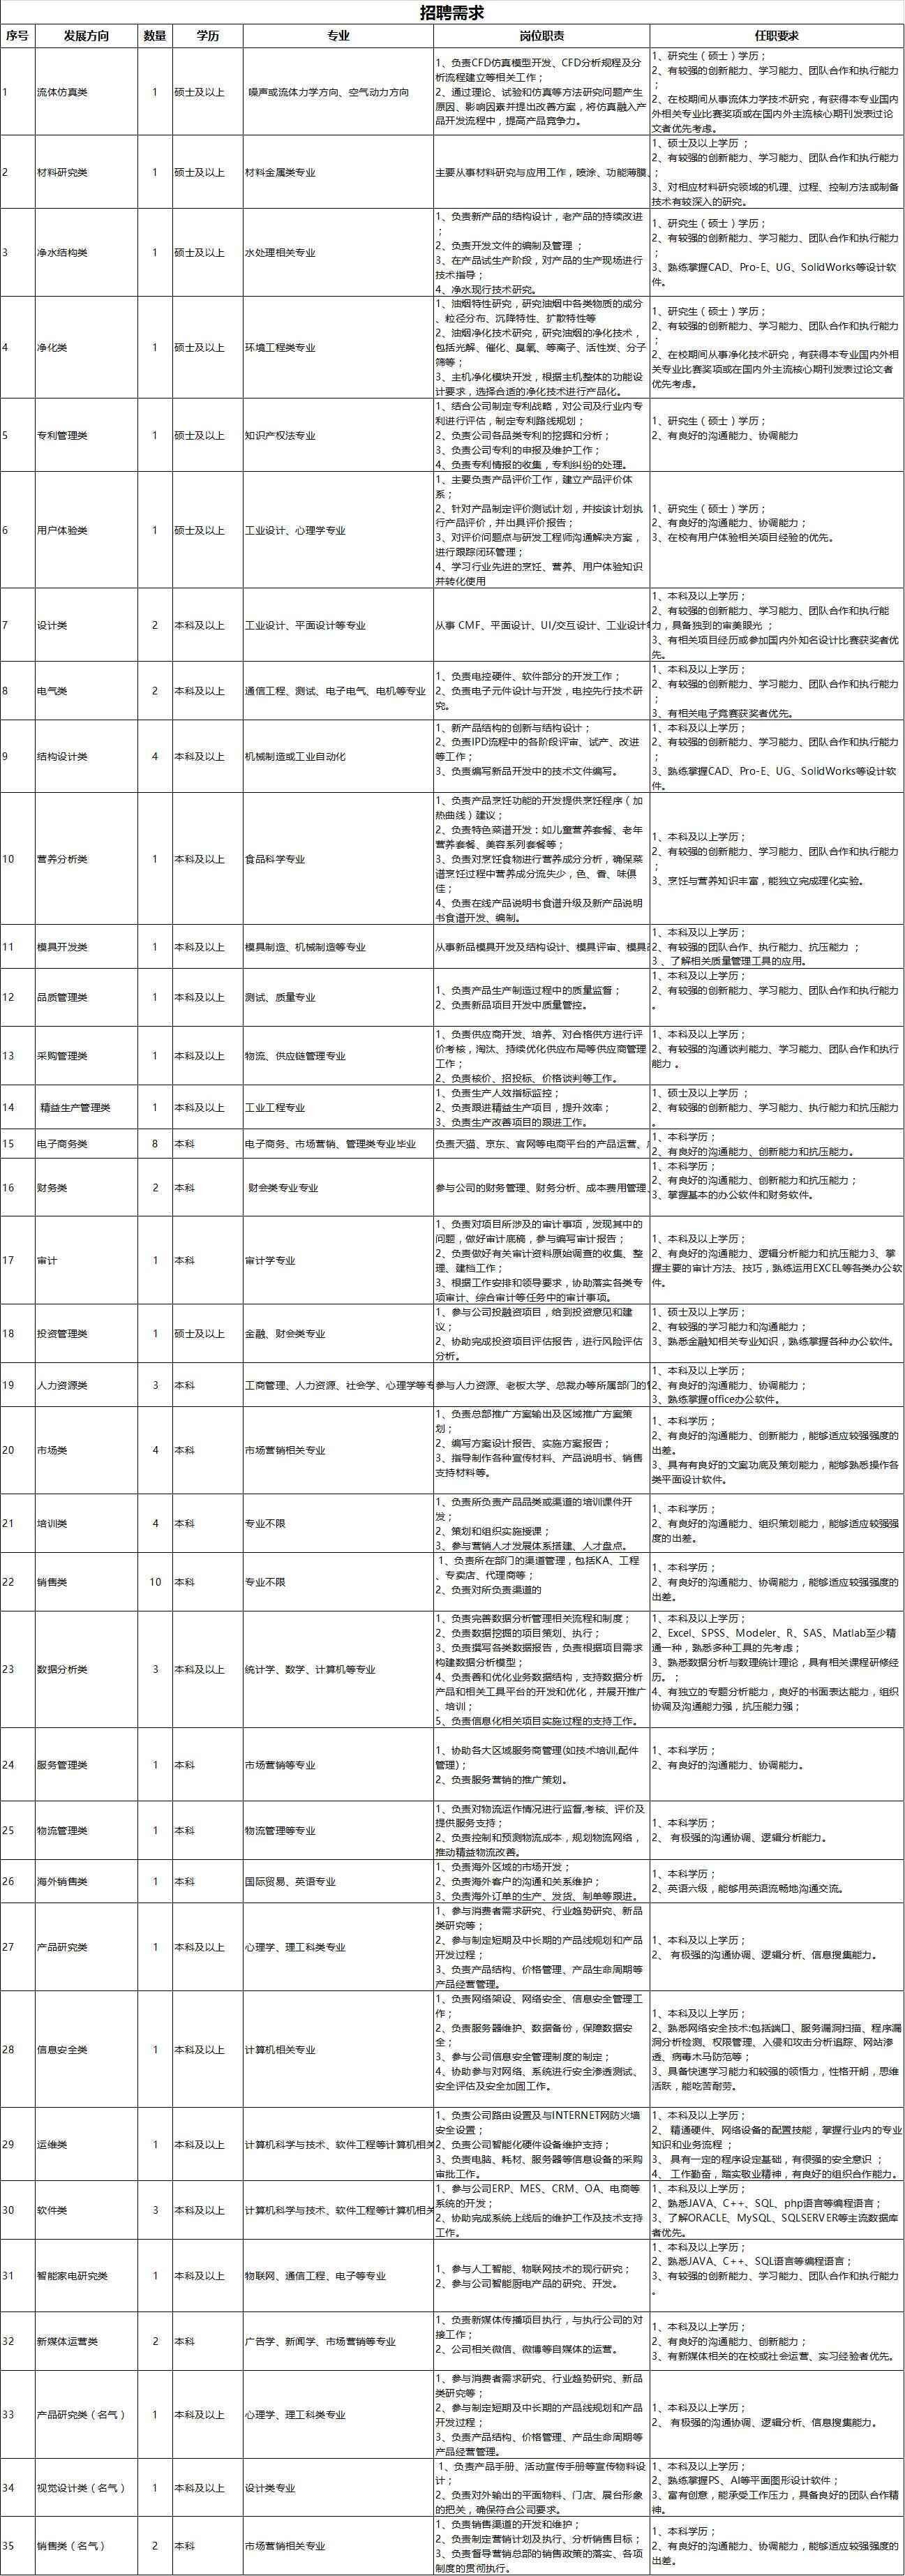 招聘需求
序号 发展方向 数量 学历 专业 岗位职责 任职要求
1 流体仿真类 1 硕士及以上 噪声或流体力学方向、空气动力方向
1、负责CFD仿真模型开发、CFD分析规程及分
析流程建立等相关工作；
2、通过理论、试验和仿真等方法研究问题产生
原因、影响因素并提出改善方案，将仿真融入产
品开发流程中，提高产品竞争力。
1、研究生（硕士）学历；
2、有较强的创新能力、学习能力、团队合作和执行能力
；
2、在校期间从事流体力学技术研究，有获得本专业国内
外相关专业比赛奖项或在国内外主流核心期刊发表过论
文者优先考虑。
2 材料研究类 1 硕士及以上 材料金属类专业
主要从事材料研究与应用工作，喷涂、功能薄膜、
1、硕士及以上学历 ；
2、有较强的创新能力、学习能力、团队合作和执行能力
；
3、对相应材料研究领域的机理、过程、控制方法或制备
技术有较深入的研究。
3 净水结构类 1 硕士及以上 水处理相关专业
1、负责新产品的结构设计，老产品的持续改进
；
2、负责开发文件的编制及管理 ；
3、在产品试生产阶段，对产品的生产现场进行
技术指导；
4、净水现行技术研究。
1、研究生（硕士）学历；
2、有较强的创新能力、学习能力、团队合作和执行能力
；
3、熟练掌握CAD、Pro-E、UG、SolidWorks等设计软
件。
4 净化类 1 硕士及以上 环境工程类专业
1、油烟特性研究，研究油烟中各类物质的成分
、粒径分布、沉降特性、扩散特性等
2、油烟净化技术研究，研究油烟的净化技术，
包括光解、催化、臭氧、等离子、活性炭、分子
筛等；
3、主机净化模块开发，根据主机整体的功能设
计要求，选择合适的净化技术进行产品化。
1、研究生（硕士）学历；
2、有较强的创新能力、学习能力、团队合作和执行能力
；
2、在校期间从事净化技术研究，有获得本专业国内外相
关专业比赛奖项或在国内外主流核心期刊发表过论文者
优先考虑。
5 专利管理类 1 硕士及以上 知识产权法专业
1、结合公司制定专利战略，对公司及行业内专
利进行评估，制定专利路线规划；
2、负责公司各品类专利的挖掘和分析；
3、负责公司专利的申报及维护工作；
4、负责专利情报的收集，专利纠纷的处理。
1、研究生（硕士）学历；
2、有良好的沟通能力、协调能力
6 用户体验类 1 硕士及以上 工业设计、心理学专业
1、主要负责产品评价工作，建立产品评价体
系；
2、针对产品制定评价测试计划，并按该计划执
行产品评价，并出具评价报告；
3、对评价问题点与研发工程师沟通解决方案，
进行跟踪闭环管理；
4、学习行业先进的烹饪、营养、用户体验知识
并转化使用
1、研究生（硕士）学历；
2、有良好的沟通能力、协调能力；
3、在校有用户体验相关项目经验的优先。
7 设计类 2 本科及以上 工业设计、平面设计等专业
从事 CMF、平面设计、UI/交互设计、工业设计等
1、本科及以上学历；
2、有较强的创新能力、学习能力、团队合作和执行能
力，具备独到的审美眼光 ；
3、有相关项目经历或参加国内外知名设计比赛获奖者优
先。
8 电气类 2 本科及以上 通信工程、测试、电子电气、电机等专业
1、负责电控硬件、软件部分的开发工作；
2、负责电子元件设计与开发，电控先行技术研
究。
1、本科及以上学历；
2、有较强的创新能力、学习能力、团队合作和执行能力
；
3、有相关电子竞赛获奖者优先。
9 结构设计类 4 本科及以上 机械制造或工业自动化
1、新产品结构的创新与结构设计；
2、负责IPD流程中的各阶段评审、试产、改进
等工作；
3、负责编写新品开发中的技术文件编写。
1、本科及以上学历；
2、有较强的创新能力、学习能力、团队合作和执行能力
；
3、熟练掌握CAD、Pro-E、UG、SolidWorks等设计软
件。
10 营养分析类 1 本科及以上 食品科学专业
1、负责产品烹饪功能的开发提供烹饪程序（加
热曲线）建议；
2、负责特色菜谱开发：如儿童营养套餐、老年
营养套餐、美容系列套餐等；
3、负责对烹饪食物进行营养成分分析，确保菜
谱烹饪过程中营养成分流失少，色、香、味俱
佳；
4、负责在线产品说明书食谱升级及新产品说明
书食谱开发、编制。
1、本科及以上学历；
2、有较强的创新能力、学习能力、团队合作和执行能力
；
3、烹饪与营养知识丰富，能独立完成理化实验。
11 模具开发类 1 本科及以上 模具制造、机械制造等专业
从事新品模具开发及结构设计、模具评审、模具
1、本科及以上学历；
2、有较强的团队合作、执行能力、抗压能力 ；
3 、了解相关质量管理工具的应用。
12 品质管理类 1 本科及以上 测试、质量专业
1、负责产品生产制造过程中的质量监督；
2、负责新品项目开发中质量管控。
1、本科及以上学历；
2、有较强的创新能力、学习能力、团队合作和执行能力
。
13 采购管理类 1 本科及以上 物流、供应链管理专业
1、负责供应商开发、培养、对合格供方进行评
价考核，淘汰、持续优化供应布局等供应商管理
工作；
2、负责核价、招投标、价格谈判等工作。
1、本科及以上学历；
2、有较强的沟通谈判能力、学习能力、团队合作和执行
能力 。
14 精益生产管理类 1 本科及以上 工业工程专业
1、负责生产人效指标监控；
2、负责跟进精益生产项目，提升效率；
3、负责生产改善项目的跟进工作。
1、硕士及以上学历 ；
2、有较强的创新能力、学习能力、执行能力和抗压能力
。
15 电子商务类 8 本科 电子商务、市场营销、管理类专业毕业
负责天猫、京东、官网等电商平台的产品运营、
1、本科学历；
2、有良好的沟通能力、创新能力和抗压能力。
16 财务类 2 本科 财会类专业专业
参与公司的财务管理、财务分析、成本费用管理、
1、本科学历；
2、有良好的沟通能力、创新能力和抗压能力；
3、掌握基本的办公软件和财务软件。
17 审计 1 本科 审计学专业
1、负责对项目所涉及的审计事项，发现其中的
问题，做好审计底稿，参与编写审计报告；
2、负责做好有关审计资料原始调查的收集、整
理、建档工作；
3、根据工作安排和领导要求，协助落实各类专
项审计、综合审计等任务中的审计事项。
1、本科及以上学历；
2、有良好的沟通能力、逻辑分析能力和抗压能力3、掌
握主要的审计方法、技巧，熟练运用EXCEL等各类办公软
件。
18 投资管理类 1 硕士及以上 金融、财会类专业
1、参与公司投融资项目，给到投资意见和建
议；
2、协助完成投资项目评估报告，进行风险评估
分析。
1、硕士及以上学历；
2、有较强的学习能力和沟通能力；
3、熟悉金融知相关专业知识，熟练掌握各种办公软件。
19 人力资源类 3 本科 工商管理、人力资源、社会学、心理学等专
参与人力资源、老板大学、总裁办等所属部门的
1、本科及以上学历；
2、有良好的沟通能力、协调能力；
3、熟练掌握office办公软件。
20 市场类 4 本科 市场营销相关专业
1、负责总部推广方案输出及区域推广方案策
划；
2、编写方案设计报告、实施方案报告；
3、指导制作各种宣传材料、产品说明书、销售
支持材料等。
1、本科学历；
2、有良好的沟通能力、创新能力，能够适应较强强度的
出差。
3、具有有良好的文案功底及策划能力，能够熟悉操作各
类平面设计软件。
21 培训类 4 本科 专业不限
1、负责所负责产品品类或渠道的培训课件开
发；
2、策划和组织实施授课；
3、参与营销人才发展体系搭建、人才盘点。
1、本科学历；
2、有良好的沟通能力、组织策划能力，能够适应较强强
度的出差。
22 销售类 10 本科 专业不限
1、负责所在部门的渠道管理，包括KA、工程
、专卖店、代理商等；
2、负责对所负责渠道的
1、本科学历；
2、有良好的沟通能力、协调能力，能够适应较强强度的
出差。
23 数据分析类 3 本科及以上 统计学、数学、计算机等专业
1、负责完善数据分析管理相关流程和制度；
2、负责数据挖掘的项目策划、执行；
3、负责撰写各类数据报告，负责根据项目需求
构建数据分析模型；
4、负责善和优化业务数据结构，支持数据分析
产品和相关工具平台的开发和优化，并展开推广
、培训；
5、负责信息化相关项目实施过程的支持工作。
1、本科及以上学历；
2、Excel、SPSS、Modeler、R、SAS、Matlab至少精
通一种，熟悉多种工具的先考虑；
3、熟悉数据分析与数理统计理论，具有相关课程研修经
历。；
4、有独立的专题分析能力，良好的书面表达能力，组织
协调及沟通能力强，抗压能力强；
24 服务管理类 1 本科 市场营销等专业
1、协助各大区域服务商管理(如技术培训,配件
管理)；
2、负责服务营销的推广策划。
1、本科学历；
2、有良好的沟通能力、协调能力。
25 物流管理类 1 本科 物流管理等专业
1、负责对物流运作情况进行监督,考核、评价及
提供服务支持；
2、负责控制和预测物流成本，规划物流网络，
推动精益物流改善。
1、本科学历；
2、 有极强的沟通协调、逻辑分析能力。
26 海外销售类 1 本科 国际贸易、英语专业
1、负责海外区域的市场开发；
2、负责海外客户的沟通和关系维护；
3、负责海外订单的生产、发货、制单等跟进。
1、本科学历；
2、英语六级，能够用英语流畅地沟通交流。
27 产品研究类 1 本科及以上 心理学、理工科类专业
1、参与消费者需求研究、行业趋势研究、新品
类研究等；
2、参与制定短期及中长期的产品线规划和产品
开发过程；
3、负责产品结构、价格管理、产品生命周期等
产品经营管理。
1、本科及以上学历；
2、 有极强的沟通协调、逻辑分析、信息搜集能力。
28 信息安全类 1 本科及以上 计算机相关专业
1、负责网络架设、网络安全、信息安全管理工
作；
2、负责服务器维护、数据备份，保障数据安
全；
3、参与公司信息安全管理制度的制定；
4、协助参与对网络、系统进行安全渗透测试、
安全评估及安全加固工作。
1、本科及以上学历；
2、熟悉网络安全技术:包括端口、服务漏洞扫描、程序漏
洞分析检测、权限管理、入侵和攻击分析追踪、网站渗
透、病毒木马防范等；
3、具备快速学习能力和较强的领悟力，性格开朗，思维
活跃，能吃苦耐劳。
29 运维类 1 本科及以上 计算机科学与技术、软件工程等计算机相关
1、负责公司路由设置及与INTERNET网防火墙
安全设置；
2、负责公司智能化硬件设备维护支持；
3、负责电脑、耗材、服务器等信息设备的采购
审批工作。
1、本科及以上学历；
2、 精通硬件、网络设备的配置技能，掌握行业内的专业
知识和业务流程 ；
3、 具有一定的程序设定基础，有很强的安全意识 ；
4、 工作勤奋，踏实敬业精神，有良好的组织合作能力。
30 软件类 3 本科及以上 计算机科学与技术、软件工程等计算机相关
1、参与公司ERP、MES、CRM、OA、电商等
系统的开发；
2、协助完成系统上线后的维护工作及技术支持
工作。
1、本科及以上学历；
2、熟悉JAVA、C++、SQL、php语言等编程语言；
3、了解ORACLE、MySQL、SQLSERVER等主流数据库
者优先。
31 智能家电研究类 1 本科及以上 物联网、通信工程、电子等专业
1、参与人工智能、物联网技术的现行研究；
2、参与公司智能厨电产品的研究、开发。
1、本科及以上学历；
2、熟悉JAVA、C++、SQL语言等编程语言；
3、有较强的创新能力、学习能力、团队合作和执行能力
。
32 新媒体运营类 2 本科 广告学、新闻学、市场营销等专业
1、负责新媒体传播项目执行，与执行公司的对
接工作；
2、公司相关微信、微博等自媒体的运营。
1、本科及以上学历；
2、有良好的沟通能力、创新能力；
3、有新媒体相关的在校或社会运营、实习经验者优先。
33 产品研究类（名气） 1 本科及以上 心理学、理工科类专业
1、参与消费者需求研究、行业趋势研究、新品
类研究等；
2、参与制定短期及中长期的产品线规划和产品
开发过程；
3、负责产品结构、价格管理、产品生命周期等
产品经营管理。
1、本科及以上学历；
2、 有极强的沟通协调、逻辑分析、信息搜集能力。
34 视觉设计类（名气） 1 本科及以上 设计类专业
1、负责产品手册、活动宣传手册等宣传物料设
计；
2、负责对外输出的平面物料、门店、展台形象
的把关，确保符合公司要求。
1、本科及以上学历；
2、熟练掌握PS、AI等平面图形设计软件；
3、富有创意，能承受工作压力，具备良好的团队合作精
神。
35 销售类（名气） 2 本科 市场营销相关专业
1、负责销售渠道的开发和维护；
2、负责制定营销计划及执行、分析销售目标；
3、负责督导营销总部的销售政策的落实、各项
制度的贯彻执行。
1、本科学历；
2、有良好的沟通能力、协调能力，能够适应较强强度的
出差。